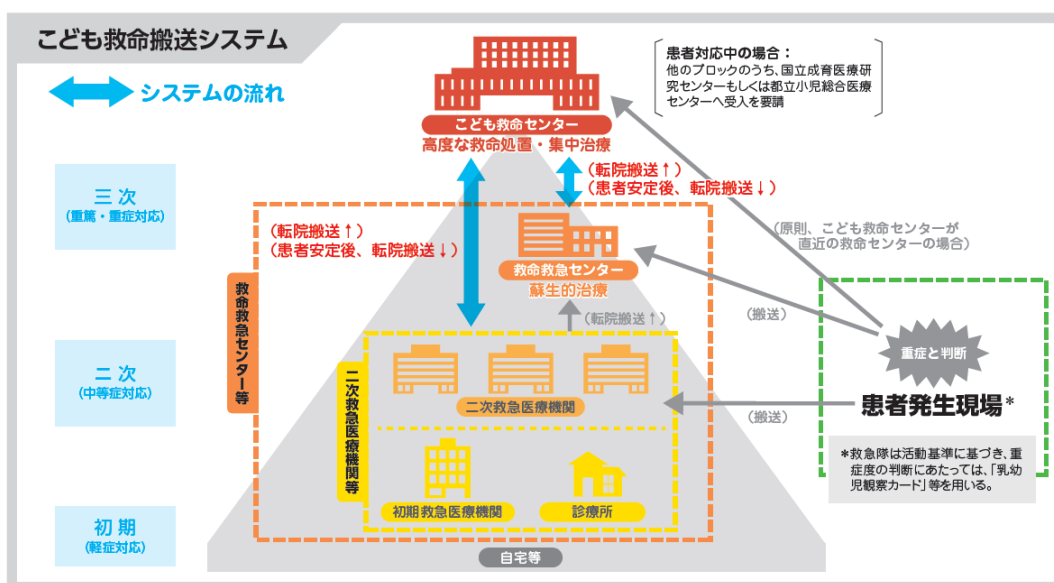 こども救命搬送システム
システムの流れ
患者対応中の場合：
他のブロックのうち、国立成育医療研
究センターもしくは都立小児総合医療
センターへ受入を要請
こども救命センター
高度な救命処置・集中治療
（転院搬送↑）
（患者安定後、転院搬送↓）
三次
（重篤・重症対応）
（転院搬送↑）
（患者安定後、転院搬送↓）
（原則、こども救命センターが
直近の救命センターの場合）
救命救急センター
蘇生的治療
救命救急センター等
（転院搬送↑）
（搬送）
重症と判断
二次
（中等症対応）
二次救急医療機関等
二次救急医療機関
（搬送）
患者発生現場*
*救急隊は活動基準に基づき、重
症度の判断にあたっては、「乳幼
児観察カード」等を用いる。
初期救急医療機関
診療所
初期
（軽症対応）
自宅等